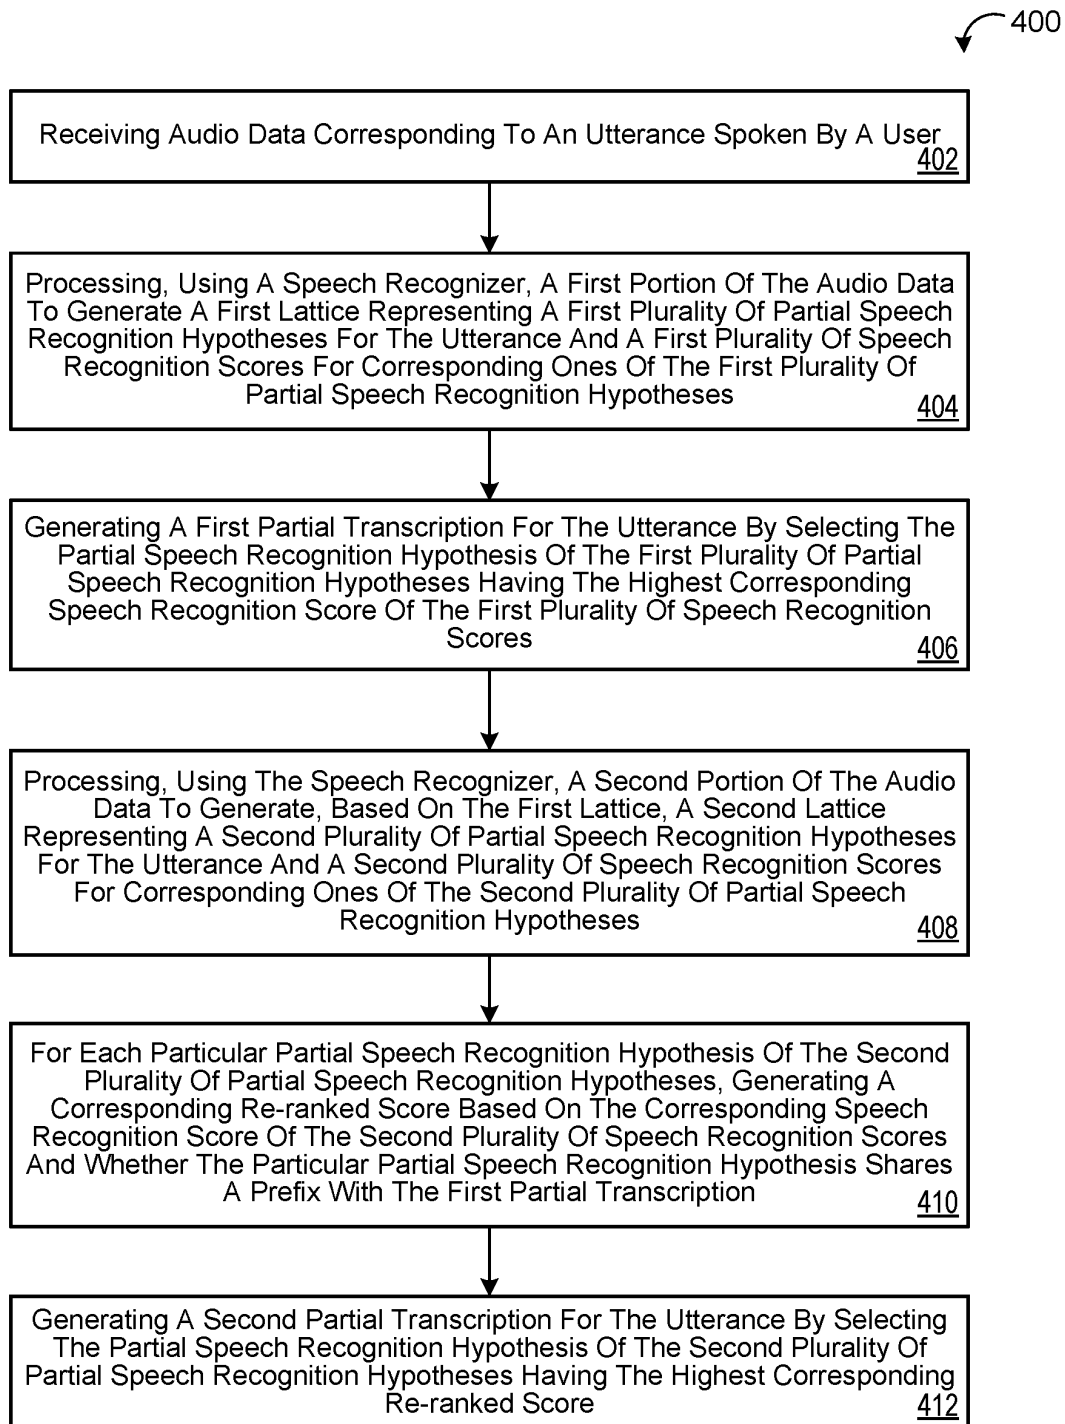 400
Receiving Audio Data Corresponding To An Utterance Spoken By A User
402
Processing, Using A Speech Recognizer, A First Portion Of The Audio Data
To Generate A First Lattice Representing A First Plurality Of Partial Speech
Recognition Hypotheses For The Utterance And A First Plurality Of Speech
Recognition Scores For Corresponding Ones Of The First Plurality Of
Partial Speech Recognition Hypotheses
404
Generating A First Partial Transcription For The Utterance By Selecting The
Partial Speech Recognition Hypothesis Of The First Plurality Of Partial
Speech Recognition Hypotheses Having The Highest Corresponding
Speech Recognition Score Of The First Plurality Of Speech Recognition
Scores
406
Processing, Using The Speech Recognizer, A Second Portion Of The Audio
Data To Generate, Based On The First Lattice, A Second Lattice
Representing A Second Plurality Of Partial Speech Recognition Hypotheses
For The Utterance And A Second Plurality Of Speech Recognition Scores
For Corresponding Ones Of The Second Plurality Of Partial Speech
Recognition Hypotheses
408
For Each Particular Partial Speech Recognition Hypothesis Of The Second
Plurality Of Partial Speech Recognition Hypotheses, Generating A
Corresponding Re-ranked Score Based On The Corresponding Speech
Recognition Score Of The Second Plurality Of Speech Recognition Scores
And Whether The Particular Partial Speech Recognition Hypothesis Shares
A Prefix With The First Partial Transcription
410
Generating A Second Partial Transcription For The Utterance By Selecting
The Partial Speech Recognition Hypothesis Of The Second Plurality Of
Partial Speech Recognition Hypotheses Having The Highest Corresponding
Re-ranked Score
412